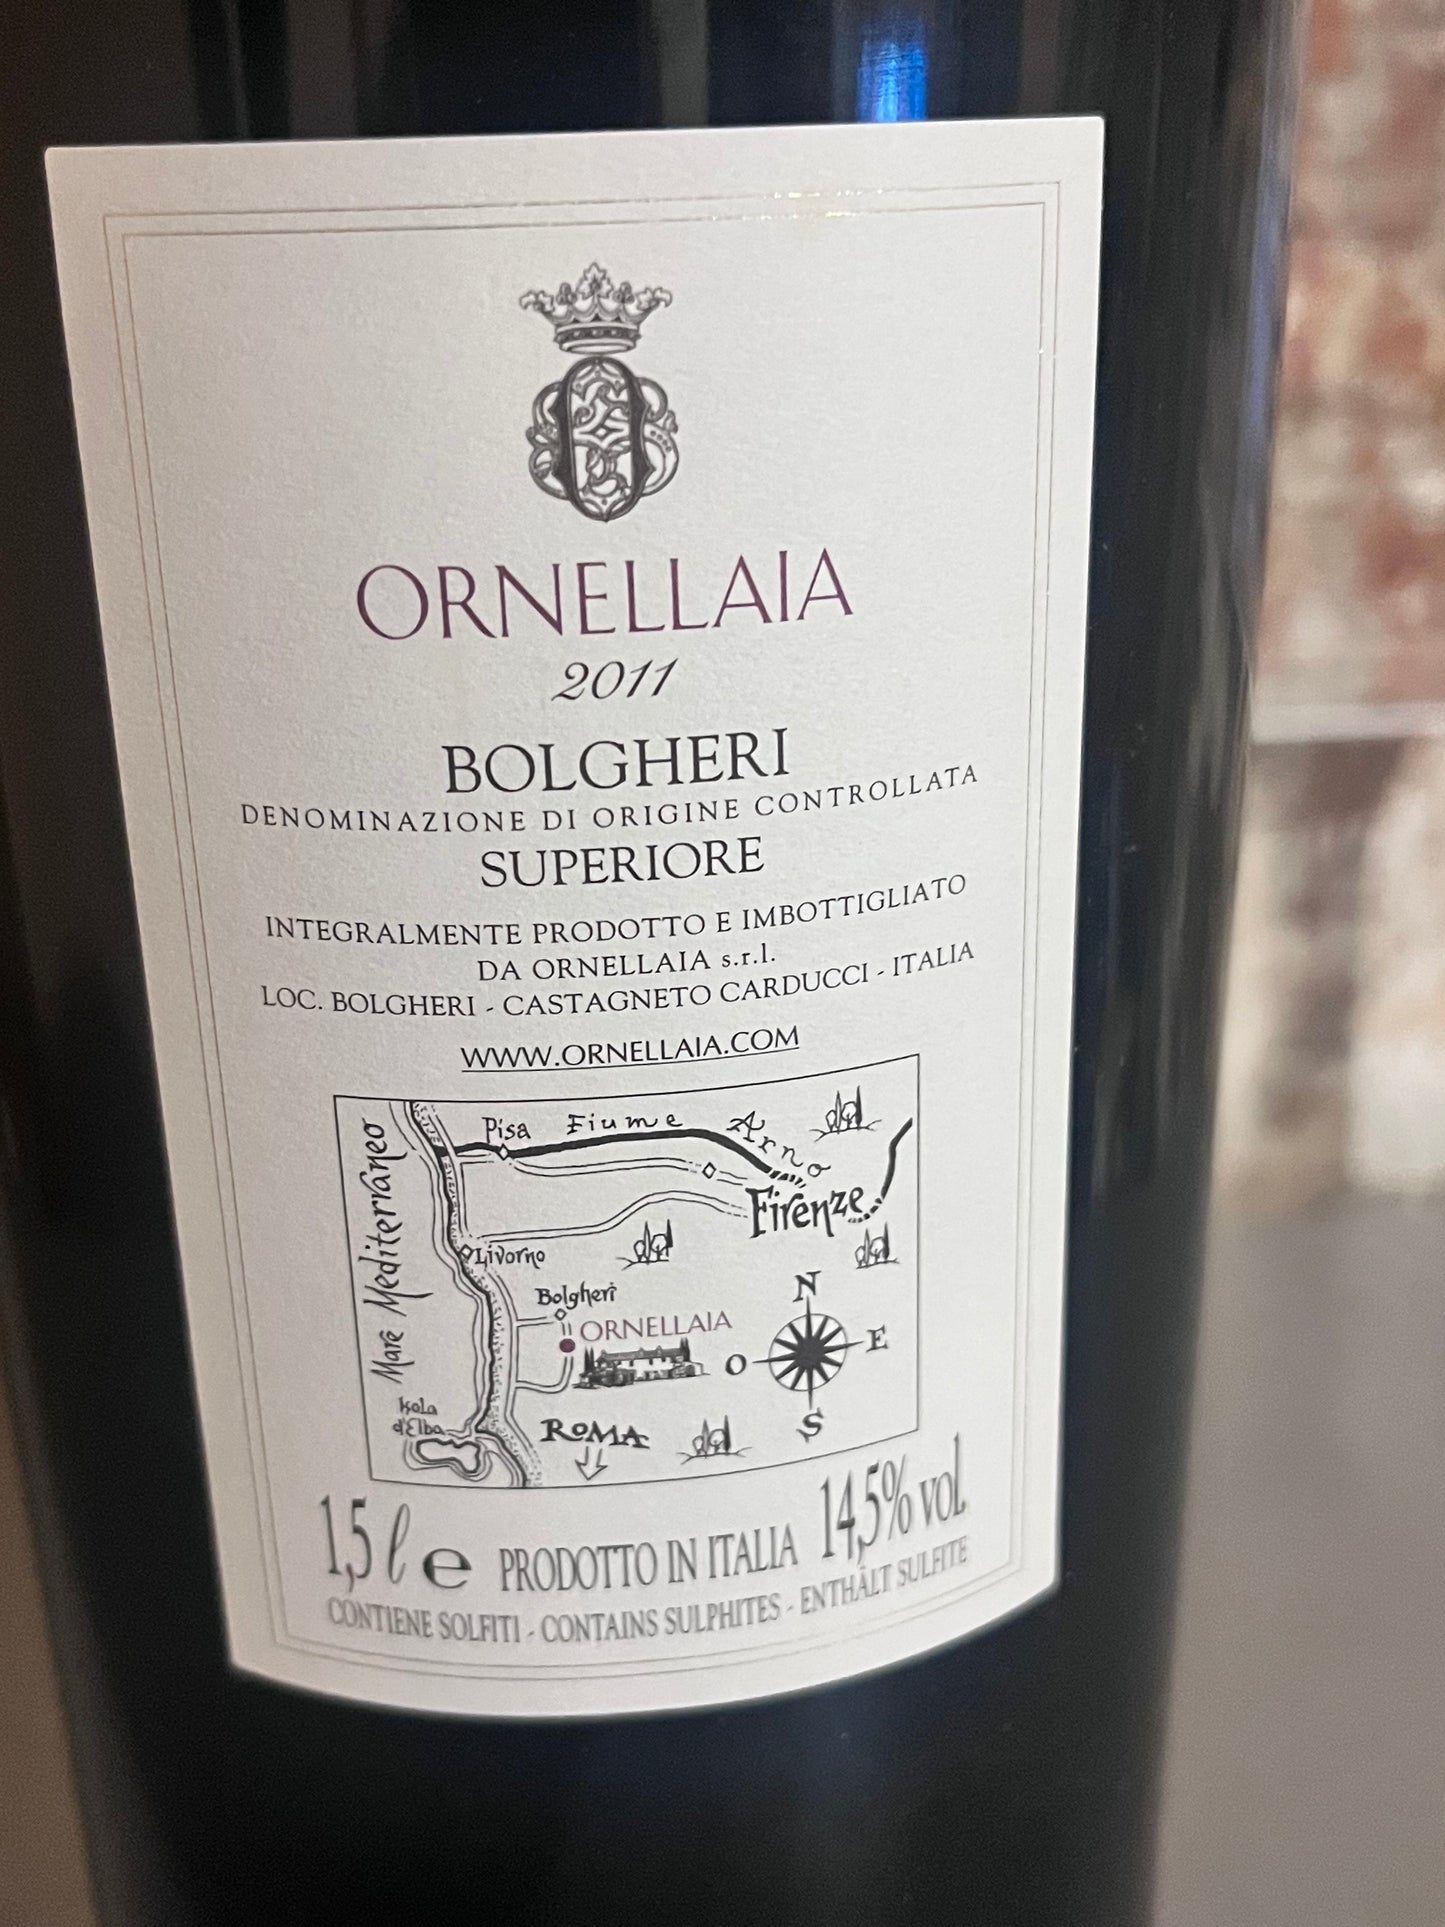 ORNELLAIA
2011
BOLGHERI
DENOMINAZIONE DI ORIGINE CONTROLLATA
SUPERIORE
INTEGRALMENTE PRODOTTO E IMBOTTIGLIATO
DA ORNELLAIA s.r.l.
LOC. BOLGHERI - CASTAGNETO CARDUCCI - ITALIA
WWW.ORNELLAIA.COM
Mare Mediterraneo
Pisa
Fiume Arno
Firenze
Livorno
Bolgheri
ORNELLAIA
N
O E
S
Isola
d'Elba
ROMA
1,5 ℓ e PRODOTTO IN ITALIA 14,5% vol.
CONTIENE SOLFITI - CONTAINS SULPHITES - ENTHÄLT SULFITE